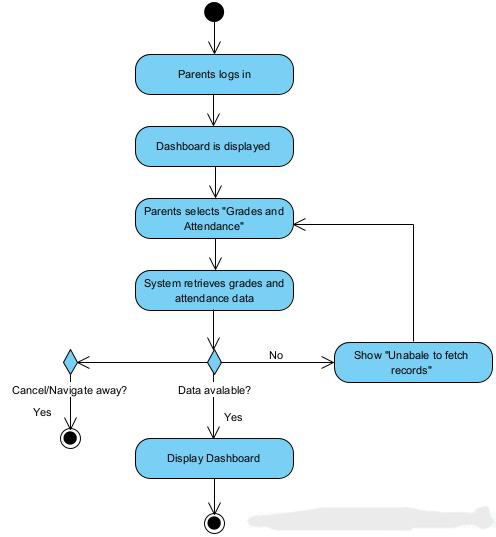 Parents logs in
Dashboard is displayed
Parents selects "Grades and
Attendance"
System retrieves grades and
attendance data
No
Show "Unabale to fetch
records"
Cancel/Navigate away?
Data avalable?
Yes
Yes
Display Dashboard